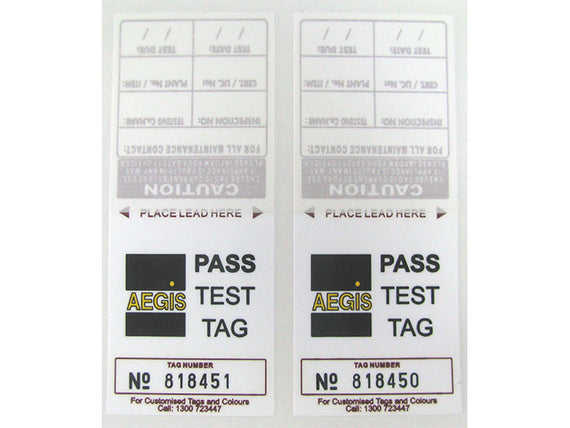 TEST DATE: / /
TEST DUE: / /
CERT. / LIC. No:
PLANT No. / ITEM:
INSPECTION NO:
TESTING Co.NAME:
FOR ALL MAINTENANCE CONTACT:
CAUTION
PLACE LEAD HERE
AEGIS
PASS
TEST
TAG
TAG NUMBER
Nº 818451
For Customised Tags and Colours
Call: 1300 723447
TEST DATE: / /
TEST DUE: / /
CERT. / LIC. No:
PLANT No. / ITEM:
INSPECTION NO:
TESTING Co.NAME:
FOR ALL MAINTENANCE CONTACT:
CAUTION
PLACE LEAD HERE
AEGIS
PASS
TEST
TAG
TAG NUMBER
Nº 818450
For Customised Tags and Colours
Call: 1300 723447